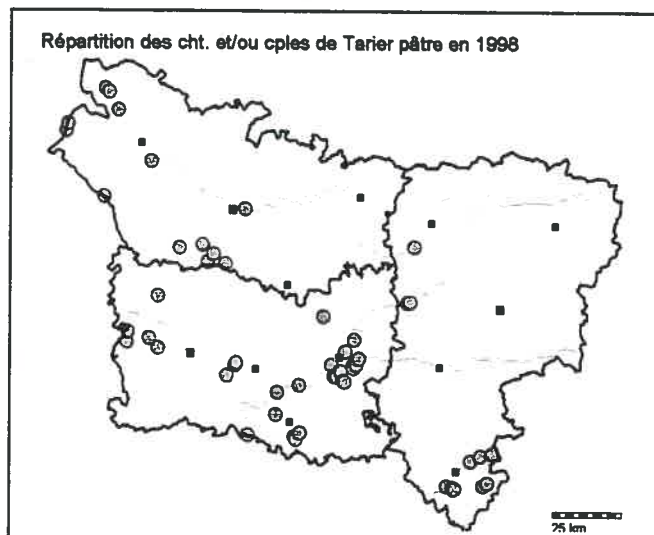 Répartition des cht. et/ou cples de Tarier pâtre en 1998
25 km